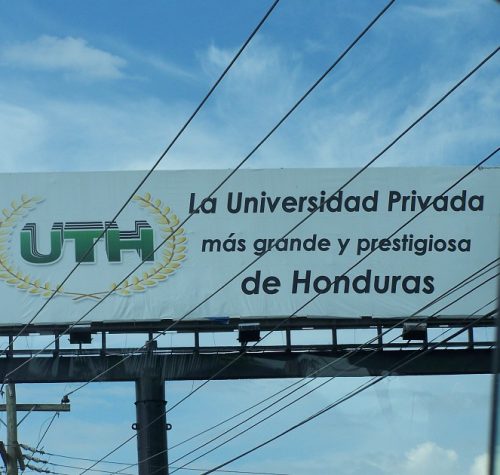 UTH
La Universidad Privada
más grande y prestigiosa
de Honduras